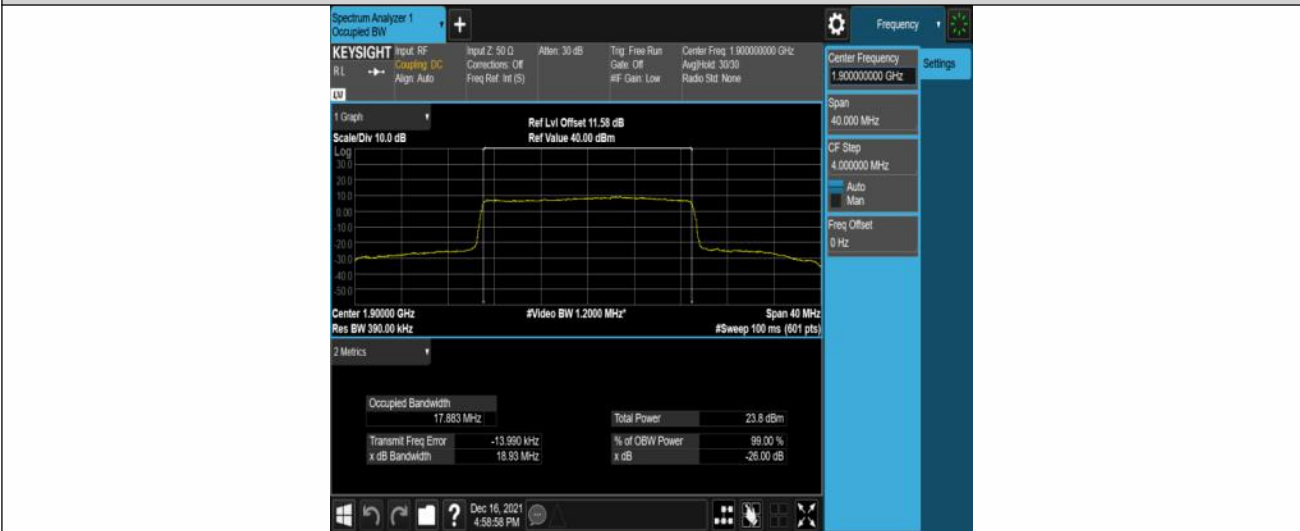 Spectrum Analyzer 1
Occupied BW
+
Frequency
KEYSIGHT
Input: RF
Coupling: DC
Align: Auto
RL
LV
Input Z: 50 Ω
Corrections: Off
Freq Ref: Int (S)
Atten: 30 dB
Trig: Free Run
Gate: Off
#IF Gain: Low
Center Freq: 1.900000000 GHz
Avg|Hold: 30/30
Radio Std: None
Center Frequency
1.900000000 GHz
Settings
Span
40.000 MHz
CF Step
4.000000 MHz
Auto
Man
Freq Offset
0 Hz
1 Graph
Scale/Div 10.0 dB
Ref Lvl Offset 11.58 dB
Ref Value 40.00 dBm
Log
30.0
20.0
10.0
0.00
-10.0
-20.0
-30.0
-40.0
-50.0
Center 1.90000 GHz
#Video BW 1.2000 MHz*
Span 40 MHz
Res BW 390.00 kHz
#Sweep 100 ms (601 pts)
2 Metrics
Occupied Bandwidth
17.883 MHz
Total Power 23.8 dBm
Transmit Freq Error -13.990 kHz
% of OBW Power 99.00 %
x dB Bandwidth 18.93 MHz
x dB -26.00 dB
?
Dec 16, 2021
4:58:58 PM